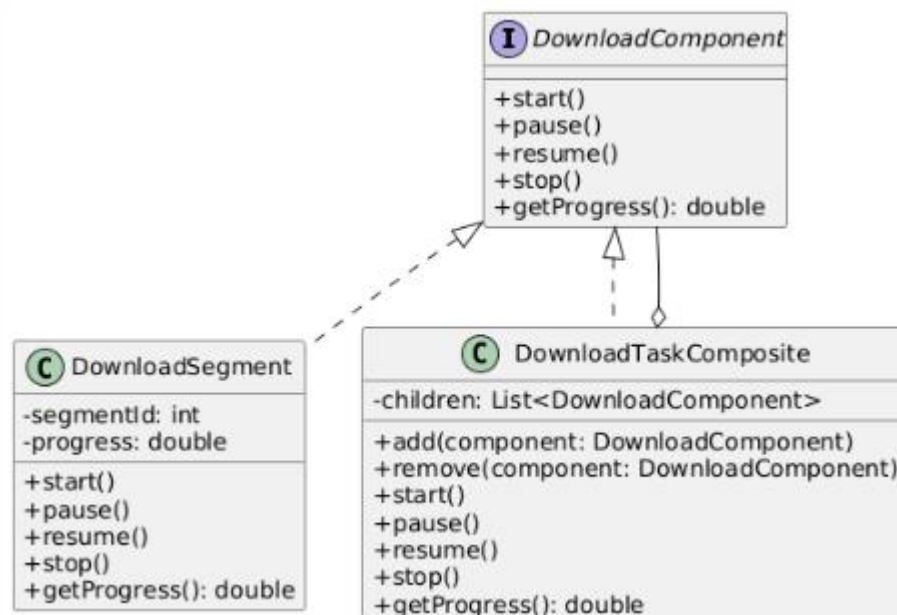 I DownloadComponent
+start()
+pause()
+resume()
+stop()
+getProgress(): double
C DownloadSegment
-segmentId: int
-progress: double
+start()
+pause()
+resume()
+stop()
+getProgress(): double
C DownloadTaskComposite
-children: List<DownloadComponent>
+add(component: DownloadComponent)
+remove(component: DownloadComponent)
+start()
+pause()
+resume()
+stop()
+getProgress(): double